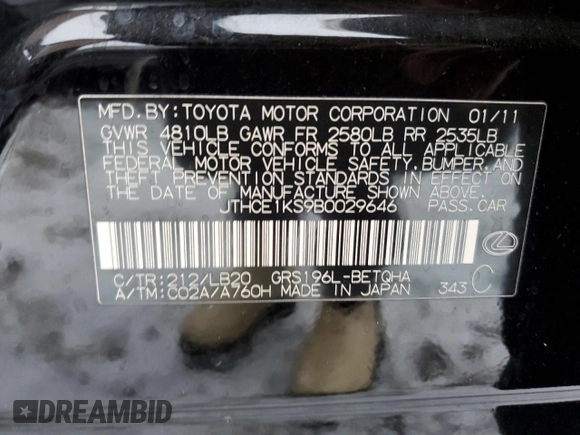 MFD.BY:TOYOTA MOTOR CORPORATION 01/11
GVWR 4810LB GAWR FR 2580LB RR 2535LB
THIS VEHICLE CONFORMS TO ALL APPLICABLE
FEDERAL MOTOR VEHICLE SAFETY,BUMPER,AND
THEFT PREVENTION STANDARDS IN EFFECT ON
THE DATE OF MANUFACTURE SHOWN ABOVE.
JTHCE1KS9B0029646 PASS.CAR
C/TR:212/LB20 GRS196L-BETQHA
A/TM:C02A/A760H MADE IN JAPAN 343 C
DREAMBID